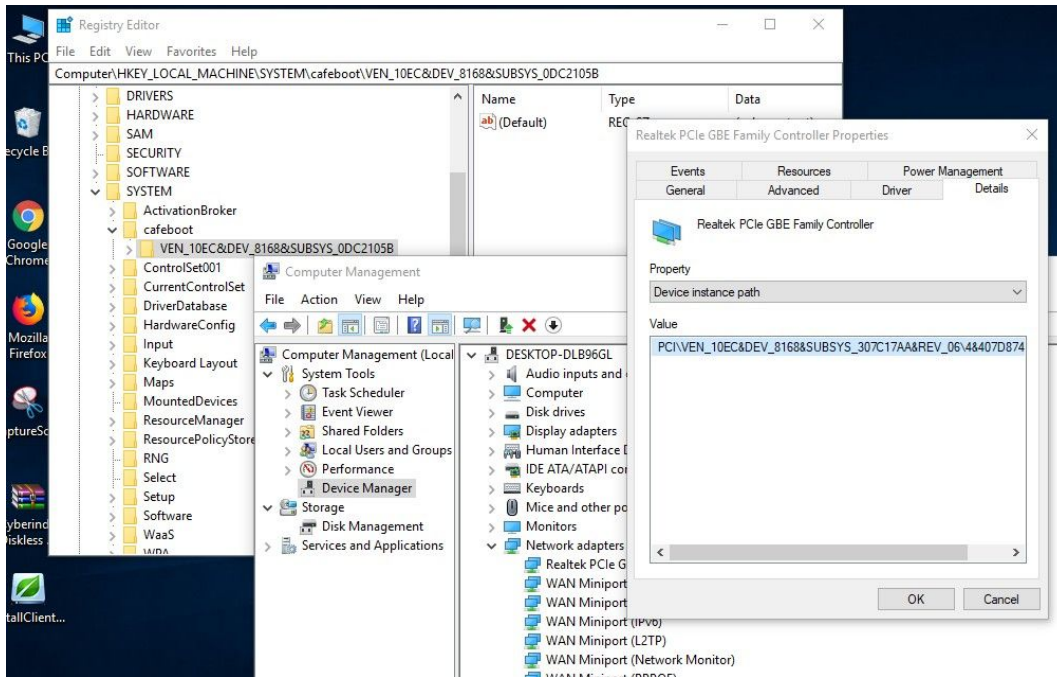 This PC
ecycle B
Google
Chrome
Mozilla
Firefox
ptureSc
yberind
iskless
tallClient...
Registry Editor
File Edit View Favorites Help
Computer\HKEY_LOCAL_MACHINE\SYSTEM\cafeboot\VEN_10EC&DEV_8168&SUBSYS_0DC2105B
DRIVERS
HARDWARE
SAM
SECURITY
SOFTWARE
SYSTEM
ActivationBroker
cafeboot
VEN_10EC&DEV_8168&SUBSYS_0DC2105B
ControlSet001
CurrentControlSet
DriverDatabase
HardwareConfig
Input
Keyboard Layout
Maps
MountedDevices
ResourceManager
ResourcePolicyStore
RNG
Select
Setup
Software
WaaS
WPA
Name Type Data
ab (Default)
Computer Management
File Action View Help
Computer Management (Local
System Tools
Task Scheduler
Event Viewer
Shared Folders
Local Users and Groups
Performance
Device Manager
Storage
Disk Management
Services and Applications
DESKTOP-DLB96GL
Audio inputs and
Computer
Disk drives
Display adapters
Human Interface
IDE ATA/ATAPI cor
Keyboards
Mice and other po
Monitors
Network adapters
Realtek PCIe G
WAN Miniport
WAN Miniport
WAN Miniport (IPv6)
WAN Miniport (L2TP)
WAN Miniport (Network Monitor)
Realtek PCIe GBE Family Controller Properties
Events Resources Power Management
General Advanced Driver Details
Realtek PCIe GBE Family Controller
Property
Device instance path
Value
PCI\VEN_10EC&DEV_8168&SUBSYS_307C17AA&REV_06\4&407D874
OK Cancel